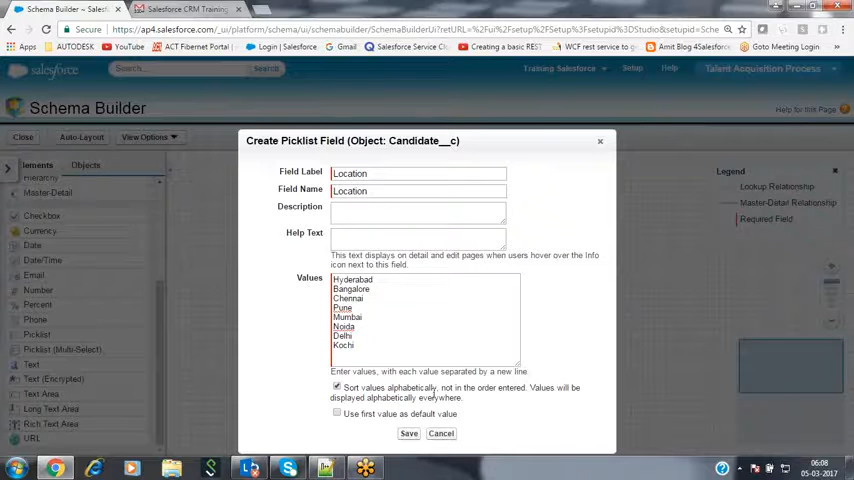 Schema Builder ~ Salesfo
Salesforce CRM Training
Secure
https://ap4.salesforce.com/_ui/platform/schema/ui/schemabuilder/SchemaBuilderUi?retURL=%2Fui%2Fsetup%2FSetup%3Fsetupid%3DStudio&setupid=Sche
Apps
AUTODESK
YouTube
ACT Fibernet Portal
Login | Salesforce
Gmail
Salesforce Service Cl
Creating a basic REST
WCF rest service to g
Amit Blog 4Salesforce
Goto Meeting Login
salesforce
Search...
Search
Training Salesforce
Setup
Help
Talent Acquisition Process
Schema Builder
Help for this Page
Close
Auto-Layout
View Options
Elements
Objects
Hierarchy
Master-Detail
Checkbox
Currency
Date
Date/Time
Email
Number
Percent
Phone
Picklist
Picklist (Multi-Select)
Text
Text (Encrypted)
Text Area
Long Text Area
Rich Text Area
URL
Create Picklist Field (Object: Candidate__c)
Field Label
Location
Field Name
Location
Description
Help Text
This text displays on detail and edit pages when users hover over the Info
icon next to this field.
Values
Hyderabad
Bangalore
Chennai
Pune
Mumbai
Noida
Delhi
Kochi
Enter values, with each value separated by a new line.
Sort values alphabetically, not in the order entered. Values will be
displayed alphabetically everywhere.
Use first value as default value
Save
Cancel
Legend
Lookup Relationship
Master-Detail Relationship
Required Field
06:08
05-03-2017